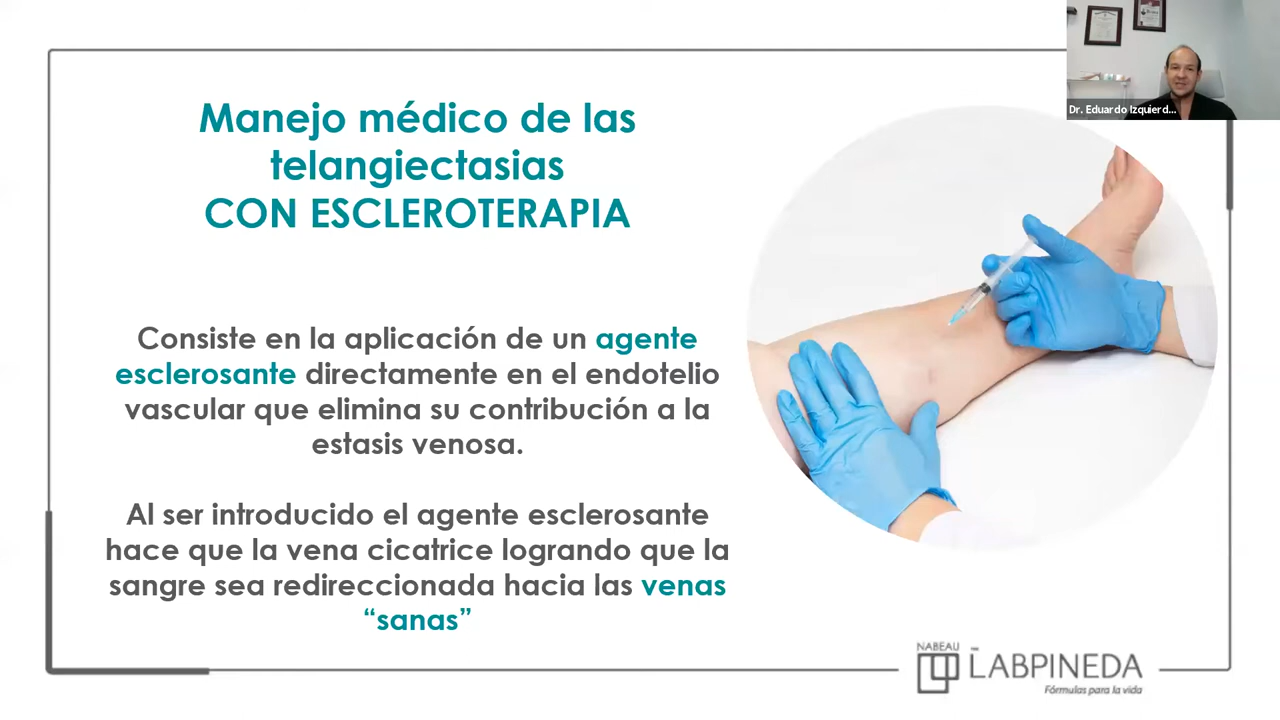 Manejo médico de las
telangiectasias
CON ESCLEROTERAPIA
Consiste en la aplicación de un agente
esclerosante directamente en el endotelio
vascular que elimina su contribución a la
estasis venosa.
Al ser introducido el agente esclerosante
hace que la vena cicatrice logrando que la
sangre sea redireccionada hacia las venas
“sanas”
Dr. Eduardo Izquierd...
NABEAU
LABPINEDA
Fórmulas para la vida